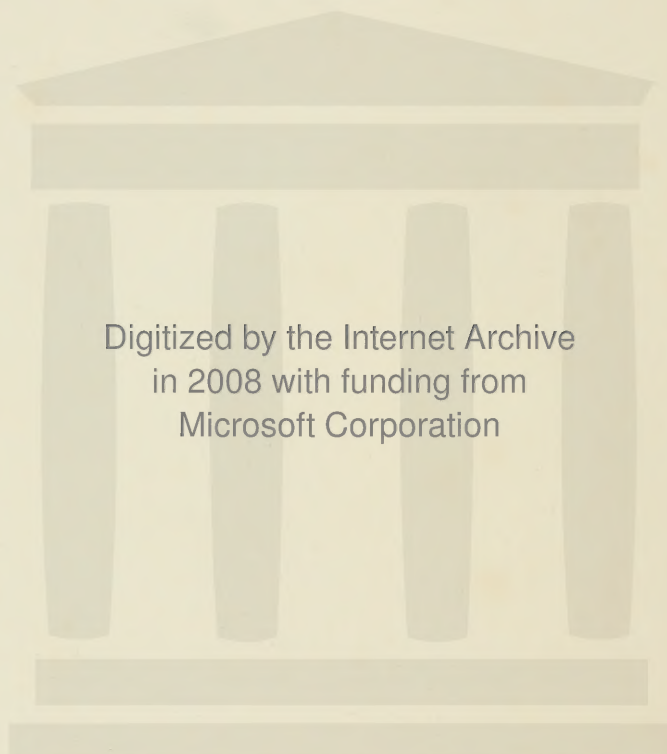 Digitized by the Internet Archive
in 2008 with funding from
Microsoft Corporation